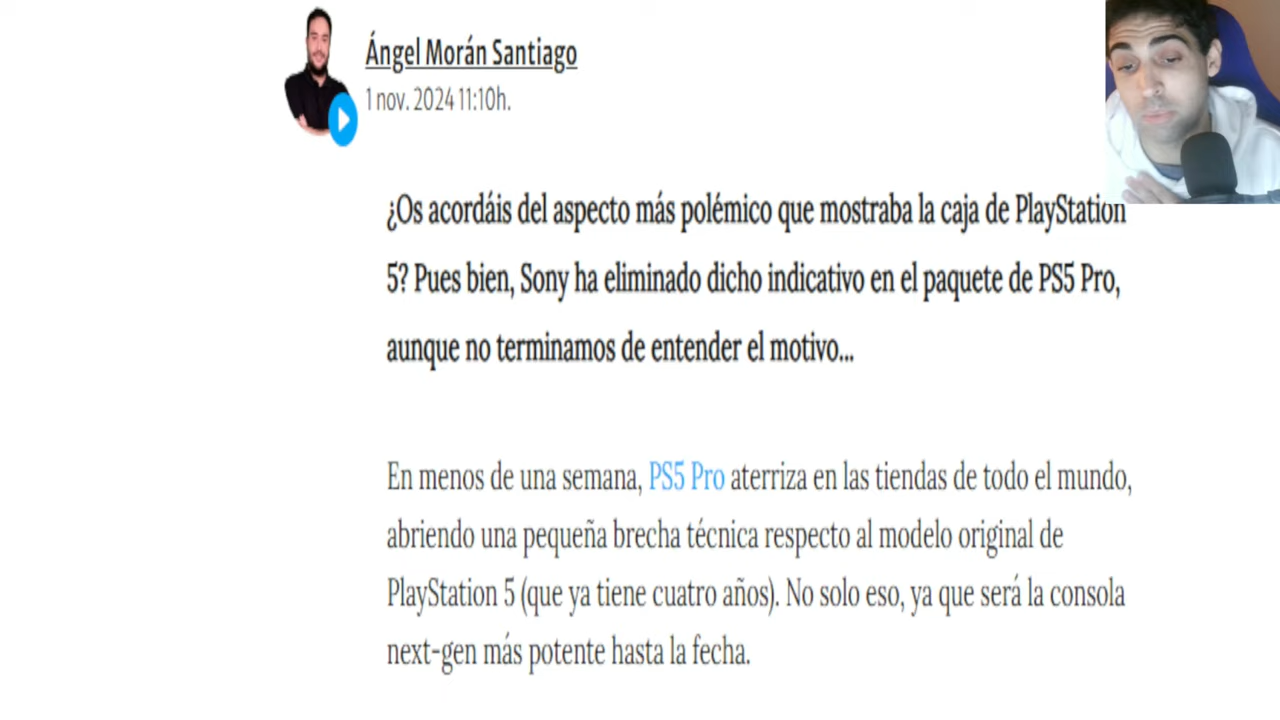 Ángel Morán Santiago
1 nov. 2024 11:10h.
¿Os acordáis del aspecto más polémico que mostraba la caja de PlayStation
5? Pues bien, Sony ha eliminado dicho indicativo en el paquete de PS5 Pro,
aunque no terminamos de entender el motivo...
En menos de una semana, PS5 Pro aterriza en las tiendas de todo el mundo,
abriendo una pequeña brecha técnica respecto al modelo original de
PlayStation 5 (que ya tiene cuatro años). No solo eso, ya que será la consola
next-gen más potente hasta la fecha.